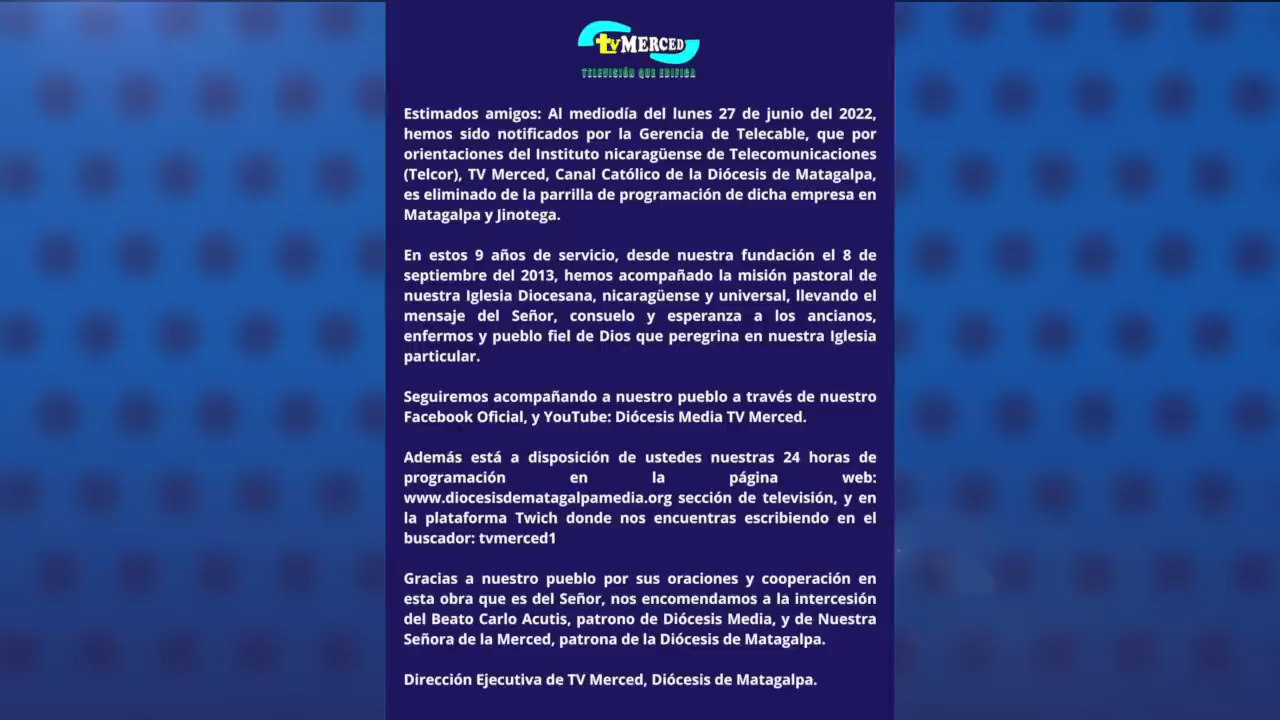 tvMERCED
TELEVISIÓN QUE EDIFICA
Estimados amigos: Al mediodía del lunes 27 de junio del 2022,
hemos sido notificados por la Gerencia de Telecable, que por
orientaciones del Instituto nicaragüense de Telecomunicaciones
(Telcor), TV Merced, Canal Católico de la Diócesis de Matagalpa,
es eliminado de la parrilla de programación de dicha empresa en
Matagalpa y Jinotega.
En estos 9 años de servicio, desde nuestra fundación el 8 de
septiembre del 2013, hemos acompañado la misión pastoral de
nuestra Iglesia Diocesana, nicaragüense y universal, llevando el
mensaje del Señor, consuelo y esperanza a los ancianos,
enfermos y pueblo fiel de Dios que peregrina en nuestra Iglesia
particular.
Seguiremos acompañando a nuestro pueblo a través de nuestro
Facebook Oficial, y YouTube: Diócesis Media TV Merced.
Además está a disposición de ustedes nuestras 24 horas de
programación en la página web:
www.diocesisdematagalpamedia.org sección de televisión, y en
la plataforma Twich donde nos encuentras escribiendo en el
buscador: tvmerced1
Gracias a nuestro pueblo por sus oraciones y cooperación en
esta obra que es del Señor, nos encomendamos a la intercesión
del Beato Carlo Acutis, patrono de Diócesis Media, y de Nuestra
Señora de la Merced, patrona de la Diócesis de Matagalpa.
Dirección Ejecutiva de TV Merced, Diócesis de Matagalpa.